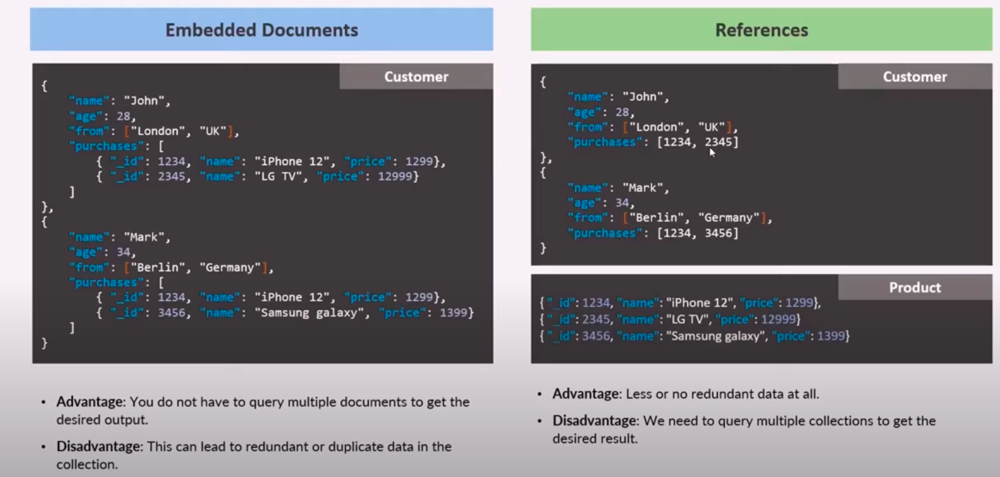 Embedded Documents
Customer
{
"name": "John",
"age": 28,
"from": ["London", "UK"],
"purchases": [
{ "_id": 1234, "name": "iPhone 12", "price": 1299},
{ "_id": 2345, "name": "LG TV", "price": 12999}
]
},
{
"name": "Mark",
"age": 34,
"from": ["Berlin", "Germany"],
"purchases": [
{ "_id": 1234, "name": "iPhone 12", "price": 1299},
{ "_id": 3456, "name": "Samsung galaxy", "price": 1399}
]
}
• Advantage: You do not have to query multiple documents to get the
desired output.
• Disadvantage: This can lead to redundant or duplicate data in the
collection.
References
Customer
{
"name": "John",
"age": 28,
"from": ["London", "UK"],
"purchases": [1234, 2345]
},
{
"name": "Mark",
"age": 34,
"from": ["Berlin", "Germany"],
"purchases": [1234, 3456]
}
Product
{ "_id": 1234, "name": "iPhone 12", "price": 1299},
{ "_id": 2345, "name": "LG TV", "price": 12999}
{ "_id": 3456, "name": "Samsung galaxy", "price": 1399}
• Advantage: Less or no redundant data at all.
• Disadvantage: We need to query multiple collections to get the
desired result.